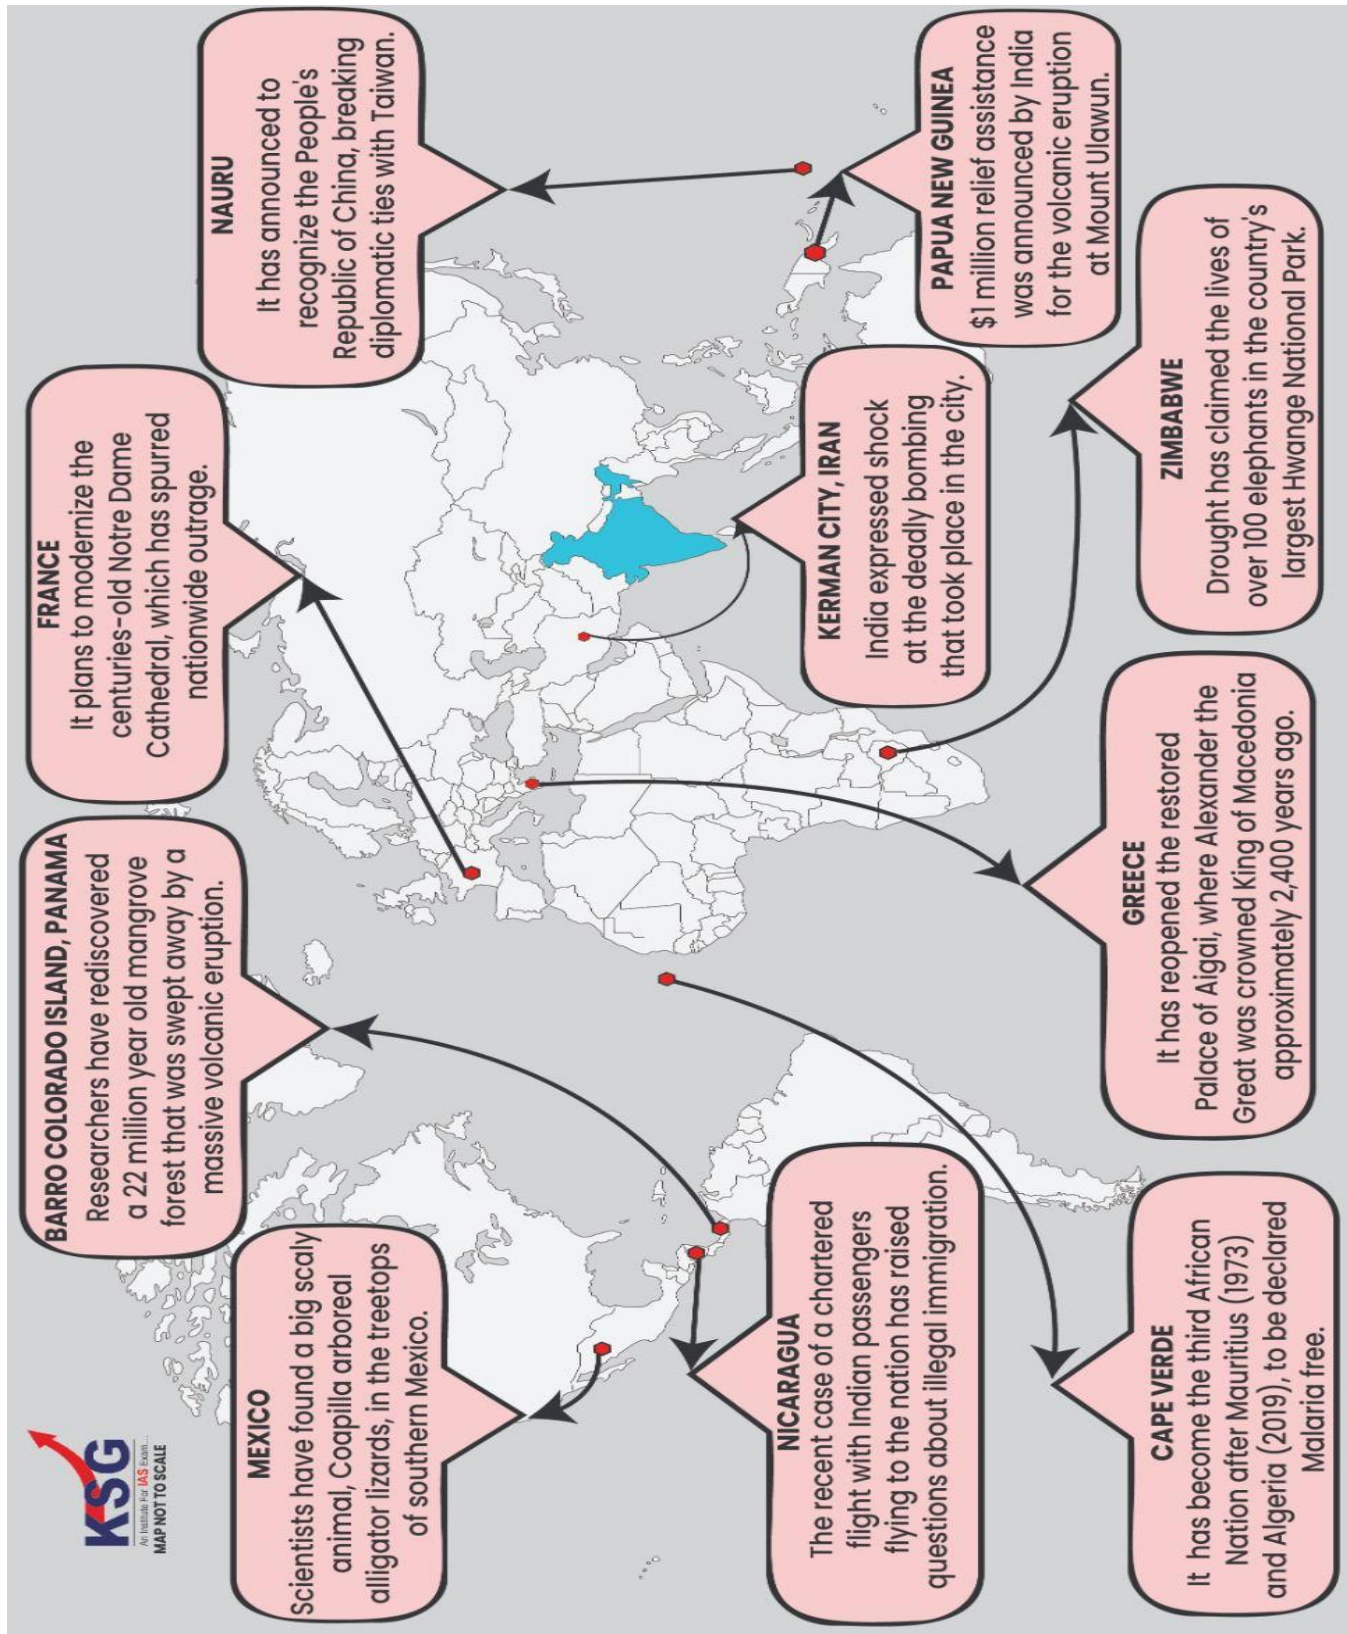 KSG
An Institute For IAS Exam...
MAP NOT TO SCALE
BARRO COLORADO ISLAND, PANAMA
Researchers have rediscovered
a 22 million year old mangrove
forest that was swept away by a
massive volcanic eruption.
FRANCE
It plans to modernize the
centuries-old Notre Dame
Cathedral, which has spurred
nationwide outrage.
NAURU
It has announced to
recognize the People's
Republic of China, breaking
diplomatic ties with Taiwan.
MEXICO
Scientists have found a big scaly
animal, Coapilla arboreal
alligator lizards, in the treetops
of southern Mexico.
NICARAGUA
The recent case of a chartered
flight with Indian passengers
flying to the nation has raised
questions about illegal immigration.
KERMAN CITY, IRAN
India expressed shock
at the deadly bombing
that took place in the city.
PAPUA NEW GUINEA
$1 million relief assistance
was announced by India
for the volcanic eruption
at Mount Ulawun.
CAPE VERDE
It has become the third African
Nation after Mauritius (1973)
and Algeria (2019), to be declared
Malaria free.
GREECE
It has reopened the restored
Palace of Aigai, where Alexander the
Great was crowned King of Macedonia
approximately 2,400 years ago.
ZIMBABWE
Drought has claimed the lives of
over 100 elephants in the country's
largest Hwange National Park.